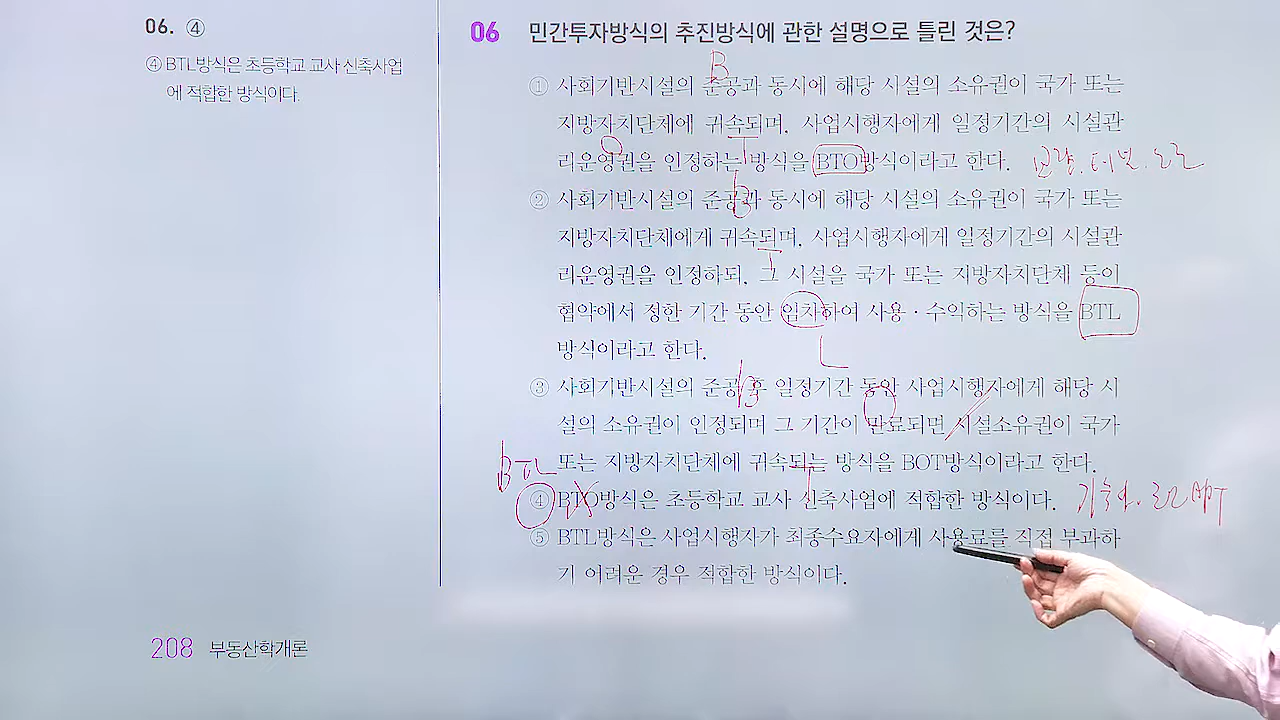 06. ④
④ BTL방식은 초등학교 교사 신축사업
에 적합한 방식이다.
06 민간투자방식의 추진방식에 관한 설명으로 틀린 것은?
B
① 사회기반시설의 준공과 동시에 해당 시설의 소유권이 국가 또는
지방자치단체에 귀속되며, 사업시행자에게 일정기간의 시설관
리운영권을 인정하는 방식을 BTO방식이라고 한다.
② 사회기반시설의 준공과 동시에 해당 시설의 소유권이 국가 또는
지방자치단체에게 귀속되며, 사업시행자에게 일정기간의 시설관
리운영권을 인정하되, 그 시설을 국가 또는 지방자치단체 등이
협약에서 정한 기간 동안 임차하여 사용·수익하는 방식을 BTL
방식이라고 한다.
L
③ 사회기반시설의 준공 후 일정기간 동안 사업시행자에게 해당 시
설의 소유권이 인정되며 그 기간이 만료되면 시설소유권이 국가
또는 지방자치단체에 귀속되는 방식을 BOT방식이라고 한다.
BTL
④ BTO방식은 초등학교 교사 신축사업에 적합한 방식이다.
⑤ BTL방식은 사업시행자가 최종수요자에게 사용료를 직접 부과하
기 어려운 경우 적합한 방식이다.
208 부동산학개론